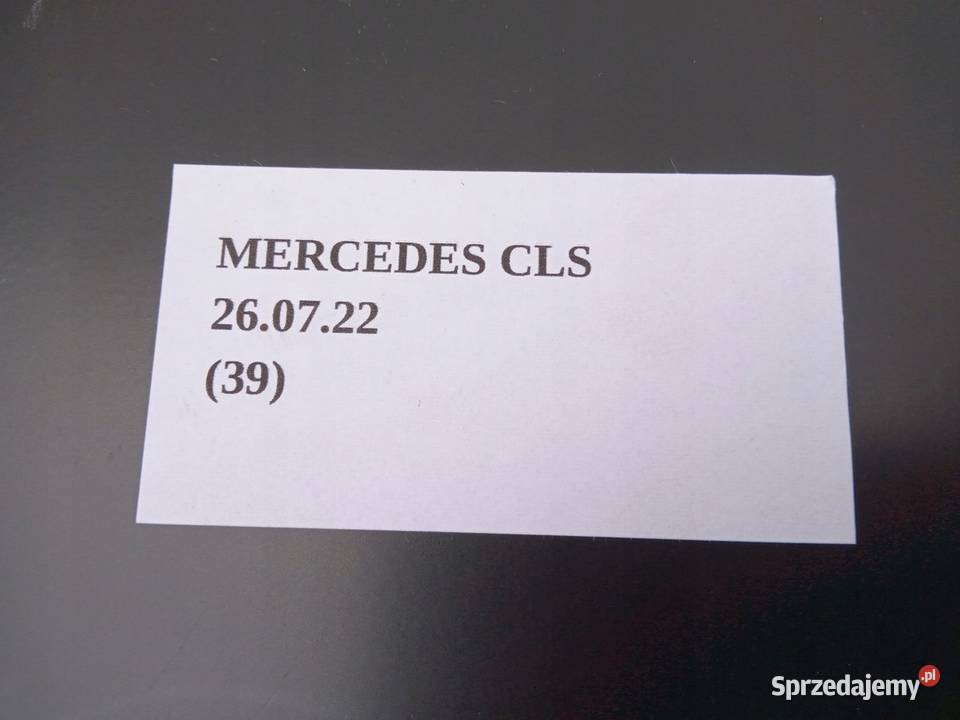 MERCEDES CLS
26.07.22
(39)
Sprzedajemy.pl